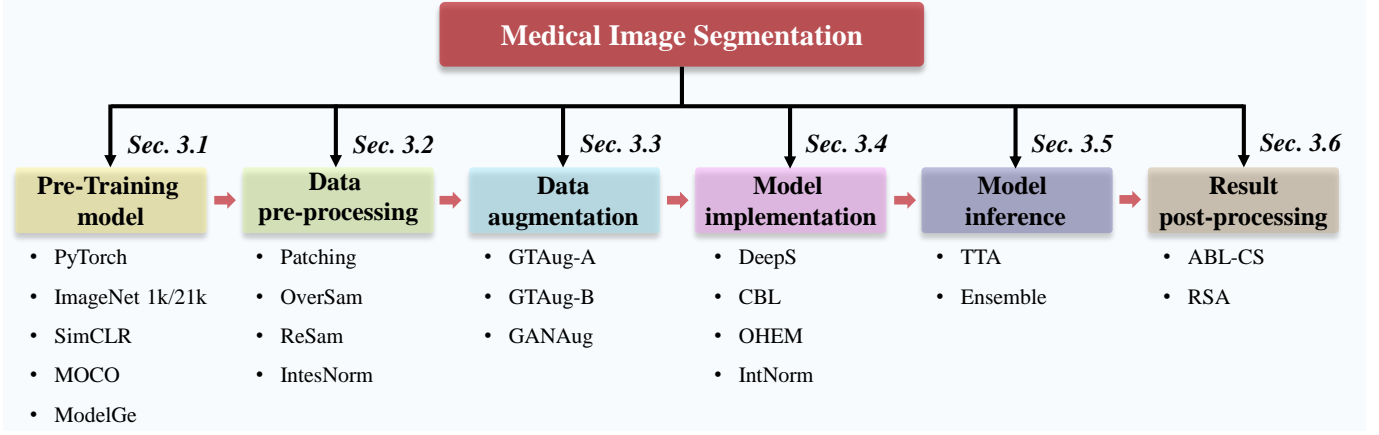 Medical Image Segmentation
Sec. 3.1
Sec. 3.2
Sec. 3.3
Sec. 3.4
Sec. 3.5
Sec. 3.6
Pre-Training
model
Data
pre-processing
Data
augmentation
Model
implementation
Model
inference
Result
post-processing
• PyTorch
• ImageNet 1k/21k
• SimCLR
• MOCO
• ModelGe
• Patching
• OverSam
• ReSam
• IntesNorm
• GTAug-A
• GTAug-B
• GANAug
• DeepS
• CBL
• OHEM
• IntNorm
• TTA
• Ensemble
• ABL-CS
• RSA